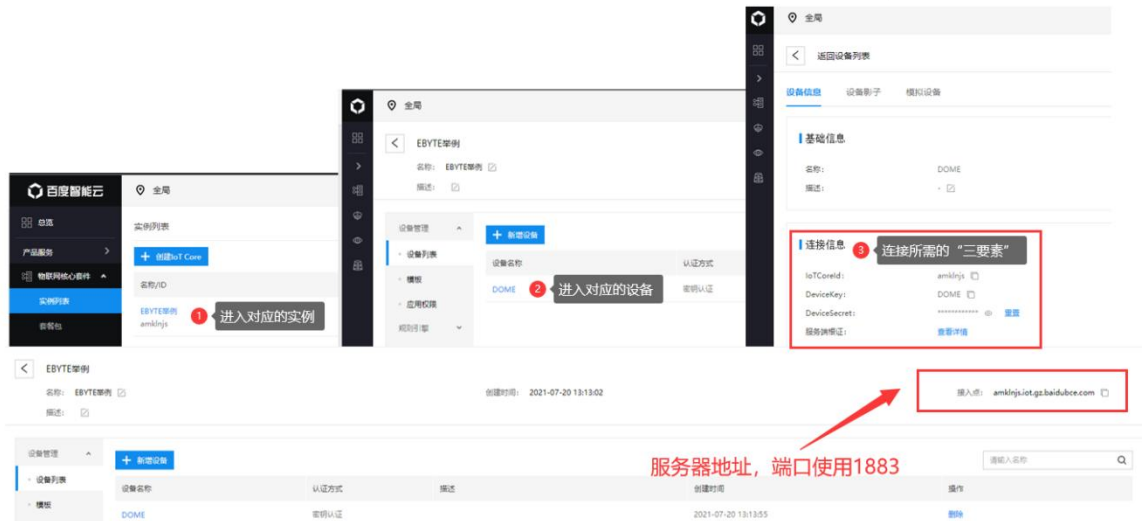 百度智能云
全局
总览
产品服务
物联网核心套件
实例列表
套餐包
实例列表
+ 创建IoT Core
名称/ID
EBYTE举例
amklnjs
1 进入对应的实例
全局
EBYTE举例
名称: EBYTE举例
描述:
设备管理
设备列表
模板
应用权限
规则引擎
+ 新增设备
设备名称
认证方式
DOME
密钥认证
2 进入对应的设备
全局
返回设备列表
设备信息 设备影子 模拟设备
基础信息
名称: DOME
描述: -
连接信息
3 连接所需的“三要素”
IoTCoreId: amklnjs
DeviceKey: DOME
DeviceSecret: ************ 重置
服务端证: 查看详情
EBYTE举例
名称: EBYTE举例
创建时间: 2021-07-20 13:13:02
接入点: amklnjs.iot.gz.baidubce.com
描述:
服务器地址，端口使用1883
设备管理
设备列表
模板
+ 新增设备
请输入名称
设备名称 认证方式 描述 创建时间 操作
DOME 密钥认证 2021-07-20 13:13:55 删除